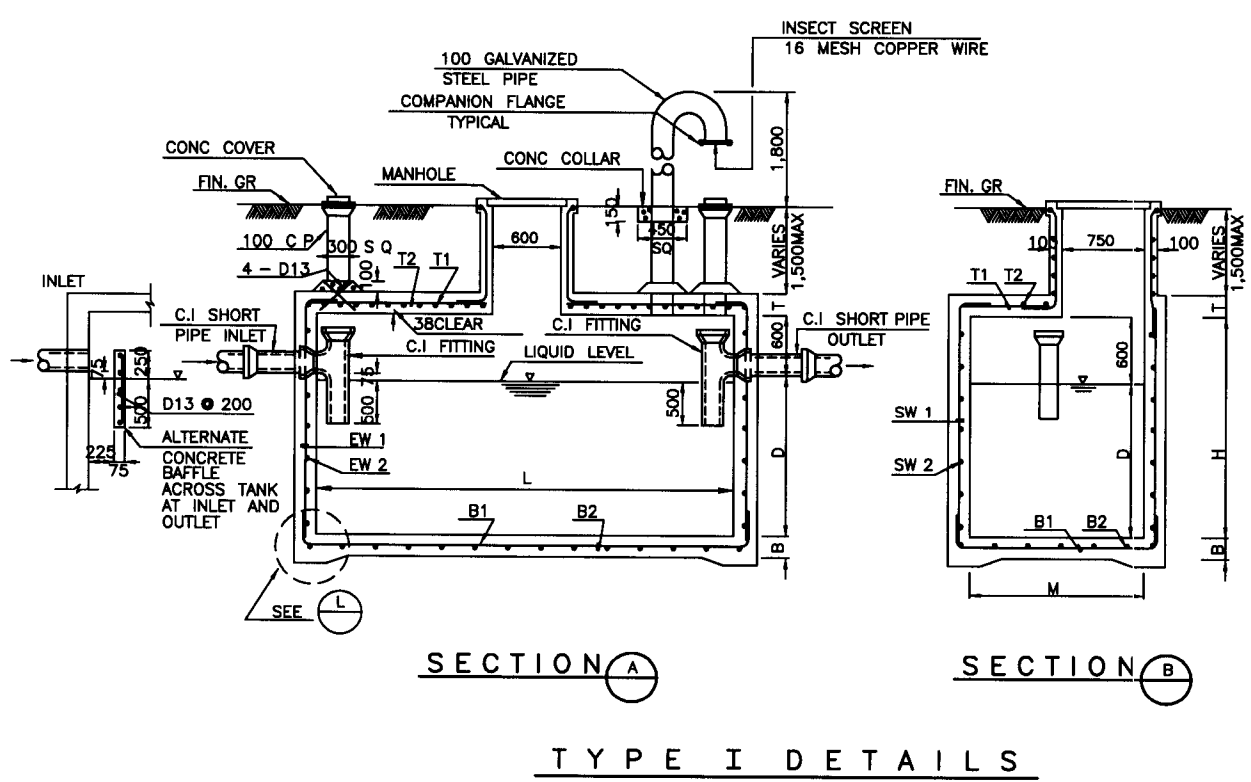 INSECT SCREEN
16 MESH COPPER WIRE
100 GALVANIZED
STEEL PIPE
COMPANION FLANGE
TYPICAL
1,800
CONC COVER
CONC COLLAR
MANHOLE
FIN. GR
FIN. GR
150
450
SQ
600
VARIES
1,500MAX
100
750
100
VARIES
1,500MAX
100 C P
300 S Q
4 - D13
100
T2
T1
T1
T2
INLET
C.I SHORT
PIPE INLET
38CLEAR
C.I FITTING
C.I FITTING
LIQUID LEVEL
T
600
C.I SHORT PIPE
OUTLET
T
600
75
250
75
500
500
500
D13 @ 200
225
75
ALTERNATE
CONCRETE
BAFFLE
ACROSS TANK
AT INLET AND
OUTLET
EW 1
EW 2
L
D
SW 1
SW 2
D
H
B1
B2
B
B1
B2
B
M
SEE
L
SECTION A
SECTION B
TYPE I DETAILS